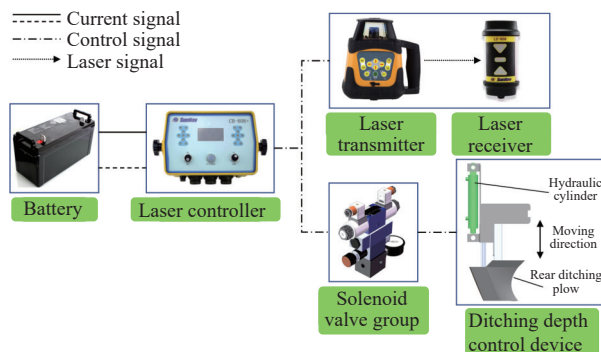 Current signal
Control signal
Laser signal
Laser
transmitter
Laser
receiver
Battery
Laser controller
Hydraulic
cylinder
Moving
direction
Rear ditching
plow
Solenoid
valve group
Ditching depth
control device